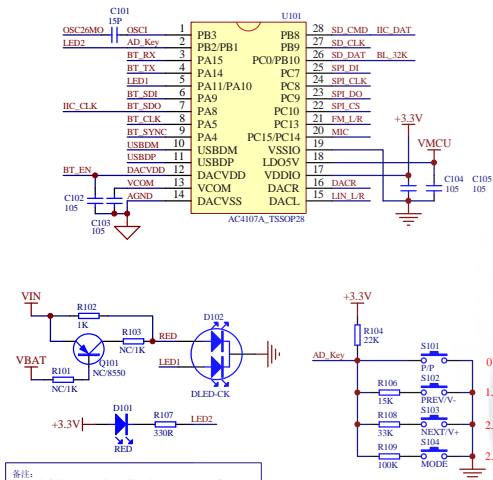 C101
15P
U101
OSC26MO OSCI 1 PB3 PB8 28 SD_CMD IIC_DAT
LED2 AD_Key 2 PB2/PB1 PB9 27 SD_CLK
BT_RX 3 PA15 PC0/PB10 26 SD_DAT BL_32K
BT_TX 4 PA14 PC7 25 SPI_DI
LED1 5 PA11/PA10 PC8 24 SPI_CLK
BT_SDI 6 PA9 PC9 23 SPI_DO
IIC_CLK BT_SDO 7 PA8 PC10 22 SPI_CS
BT_CLK 8 PA5 PC13 21 FM_L/R
BT_SYNC 9 PA4 PC15/PC14 20 MIC
USBDM 10 USBDM VSSIO 19
USBDP 11 USBDP LDO5V 18
BT_EN DACVDD 12 DACVDD VDDIO 17
VCOM 13 VCOM DACR 16 DACR
AGND 14 DACVSS DACL 15 LIN_L/R
AC4107A_TSSOP28
+3.3V
VMCU
C102
105
C103
105
C104
105
C105
105
VIN
R102
1K
VBAT
R101
NC/1K
Q101
NC/8550
R103
NC/1K
RED
LED1
D102
DLED-CK
+3.3V
D101
RED
R107
330R
LED2
+3.3V
R104
22K
AD_Key
S101
P/P
R106
15K
S102
PREV/V-
R108
33K
S103
NEXT/V+
R109
100K
S104
MODE
0
1.
2.
2.
备注: